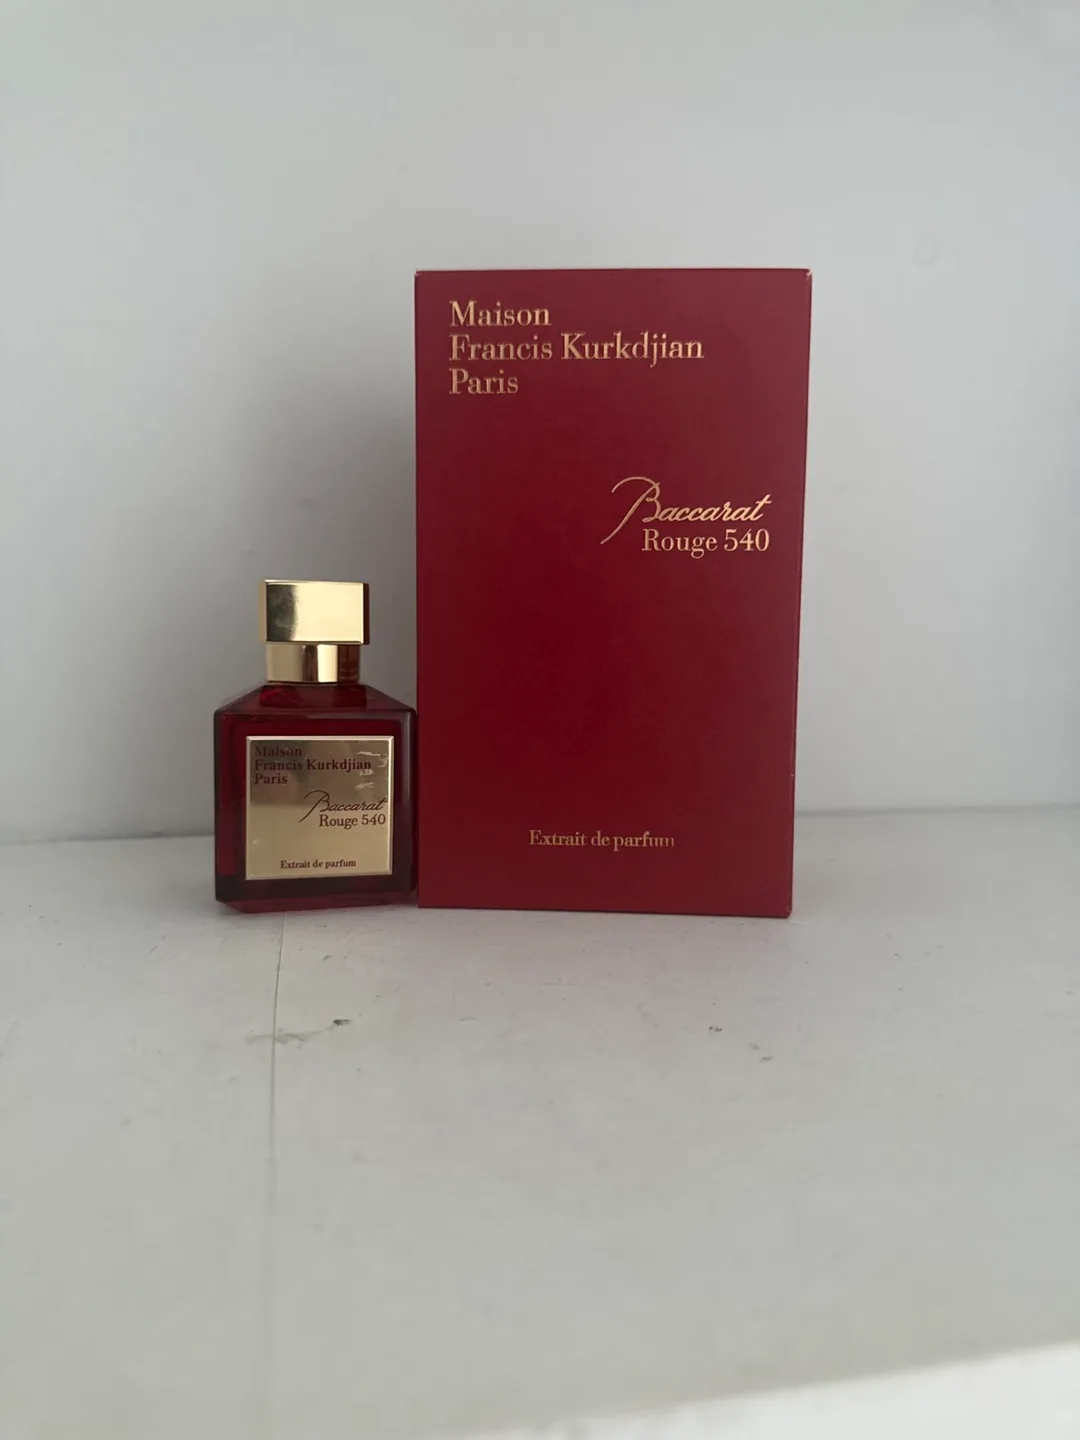 Maison
Francis Kurkdjian
Paris
Baccarat
Rouge 540
Extrait de parfum
Maison
Francis Kurkdjian
Paris
Baccarat
Rouge 540
Extrait de parfum